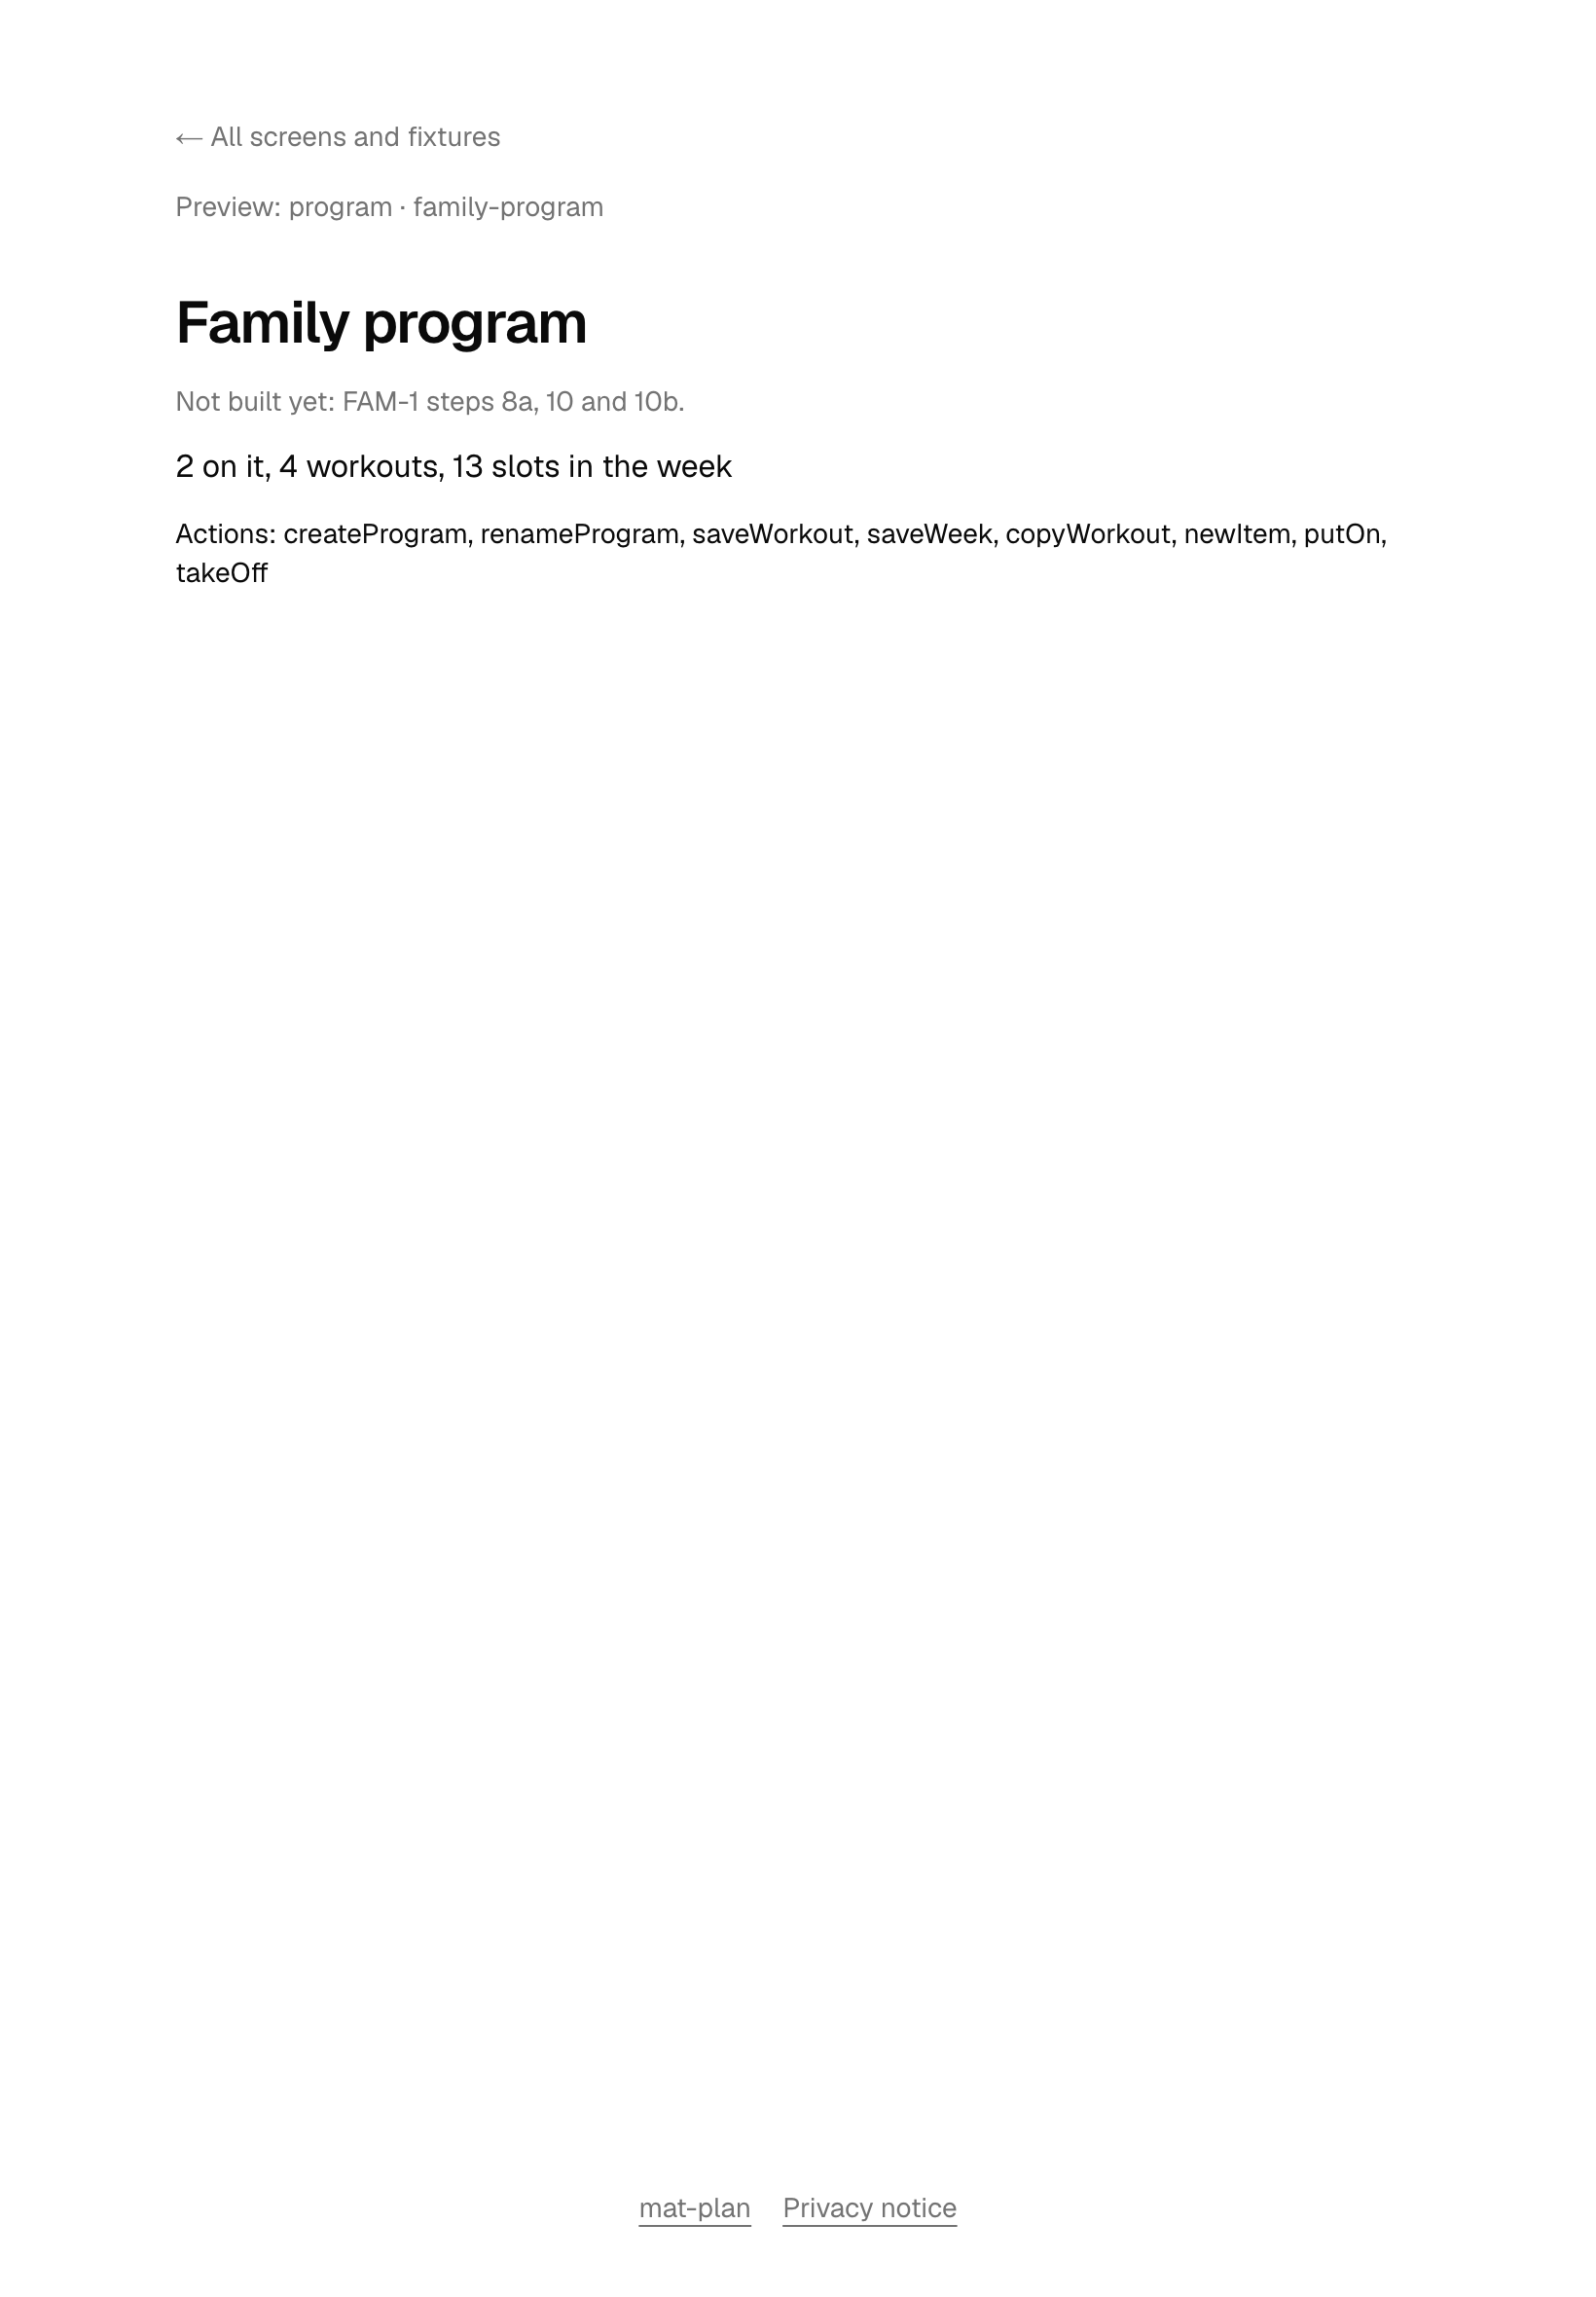 ← All screens and fixtures
Preview: program · family-program
Family program
Not built yet: FAM-1 steps 8a, 10 and 10b.
2 on it, 4 workouts, 13 slots in the week
Actions: createProgram, renameProgram, saveWorkout, saveWeek, copyWorkout, newItem, putOn,
takeOff
mat-plan Privacy notice